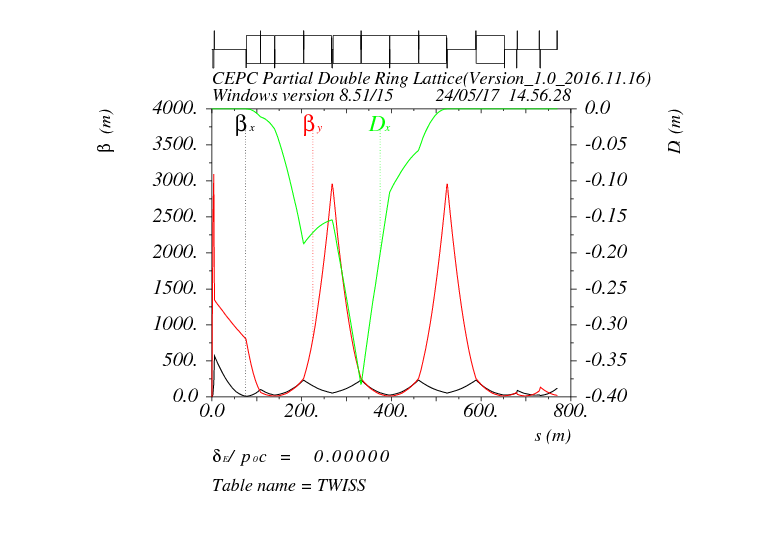 CEPC Partial Double Ring Lattice(Version_1.0_2016.11.16)
Windows version 8.51/15 24/05/17 14.56.28
β (m)
D (m)
4000.
3500.
3000.
2500.
2000.
1500.
1000.
500.
0.0
βx βy Dx
0.0
-0.05
-0.10
-0.15
-0.20
-0.25
-0.30
-0.35
-0.40
0.0 200. 400. 600. 800.
s (m)
δE/ p0c = 0.00000
Table name = TWISS